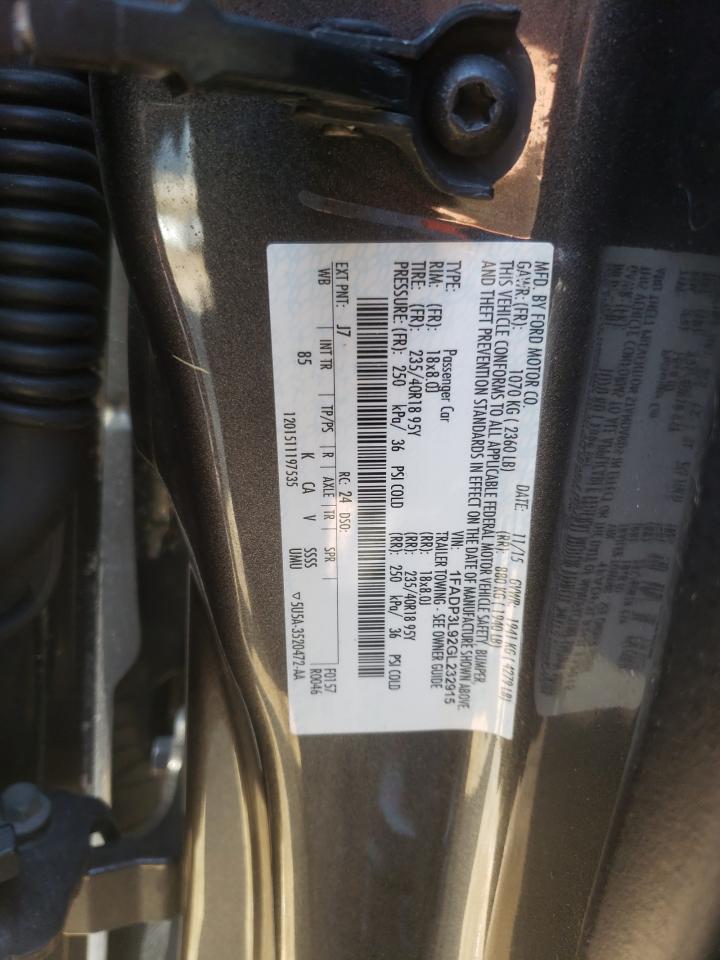 MFD. BY FORD MOTOR CO.
DATE: 11/15 GVWR: 1941 KG (4279 LB)
GAWR: (FR): 1070 KG (2360 LB) (RR): 880 KG (1940 LB)
THIS VEHICLE CONFORMS TO ALL APPLICABLE FEDERAL MOTOR VEHICLE SAFETY, BUMPER,
AND THEFT PREVENTION STANDARDS IN EFFECT ON THE DATE OF MANUFACTURE SHOWN ABOVE.
VIN: 1FADP3L92GL232915
TYPE: Passenger Car TRAILER TOWING - SEE OWNER GUIDE
RIM: (FR): 18x8.0J (RR): 18x8.0J
TIRE: (FR): 235/40R18 95Y (RR): 235/40R18 95Y
PRESSURE: (FR): 250 kPa/ 36 PSI COLD (RR): 250 kPa/ 36 PSI COLD
EXT PNT: J7 RC: 24 DSO: F0157
WB INT TR TP/PS R AXLE TR SPR R0046
85 K CA V SSSS
UMU
1201511197535 5U5A-3520472-AA